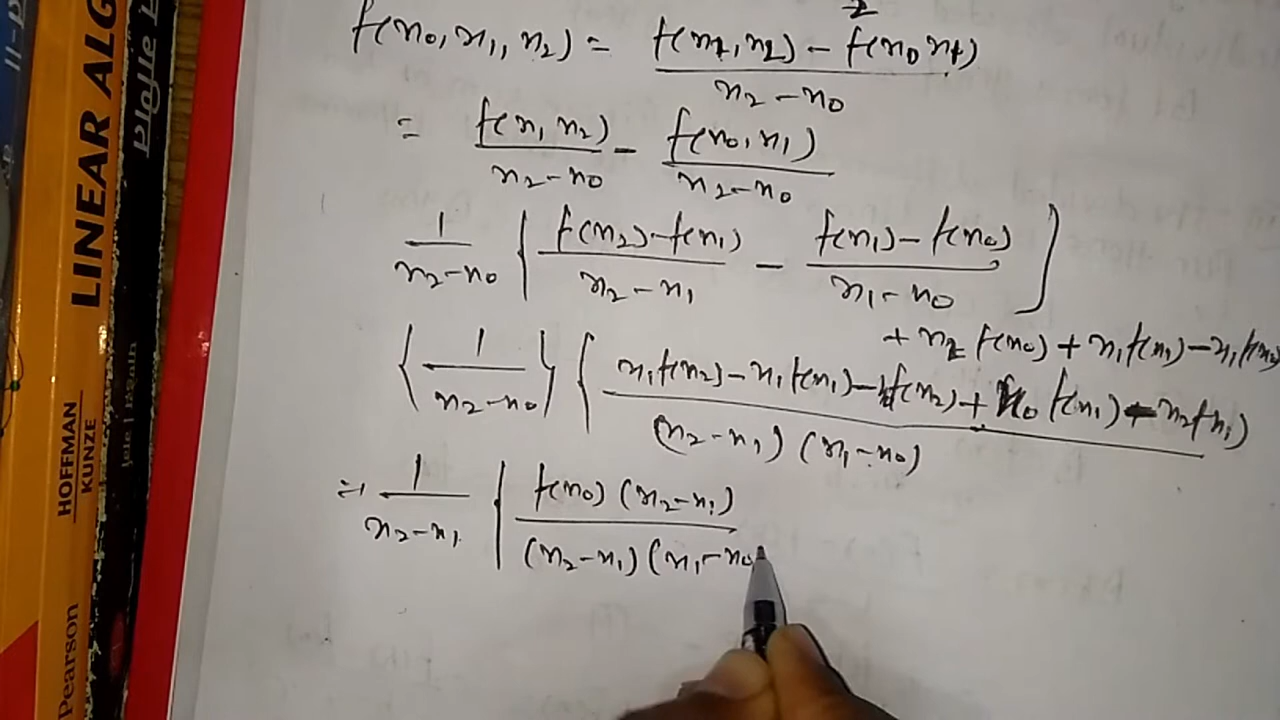 f(x₀, x₁, x₂) = f(x₁, x₂) − f(x₀ x₁) / x₂ − x₀
= f(x₁ x₂) / x₂ − x₀ − f(x₀, x₁) / x₂ − x₀
1 / x₂ − x₀ { f(x₂) − f(x₁) / x₂ − x₁ − f(x₁) − f(x₀) / x₁ − x₀ }
+ x₂ f(x₀) + x₁ f(x₁) − x₁ f(x₀)
{ 1 / x₂ − x₀ } { x₁ f(x₂) − x₁ f(x₁) − f(x₂) + x₀ f(x₁) − x₂ f x₁) / (x₂ − x₁) (x₁ − x₀)
= 1 / x₂ − x₁ { f(x₀) (x₂ − x₁) / (x₂ − x₁) (x₁ − x₀
LINEAR ALG
HOFFMAN
KUNZE
Pearson